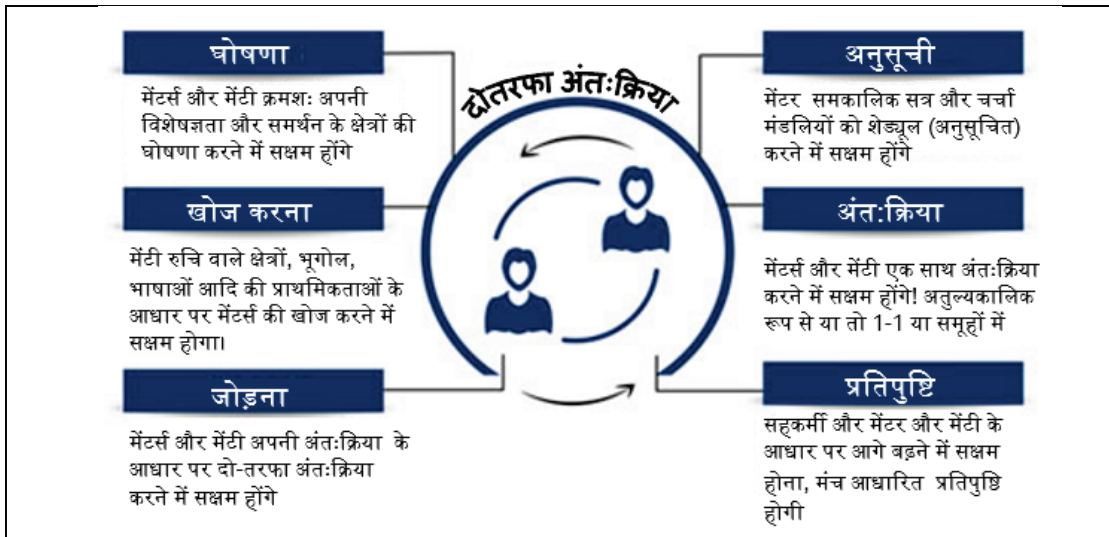 दोतरफा अंतःक्रिया
घोषणा
मेंटर्स और मेंटी क्रमशः अपनी
विशेषज्ञता और समर्थन के क्षेत्रों की
घोषणा करने में सक्षम होंगे
खोज करना
मेंटी रुचि वाले क्षेत्रों, भूगोल,
भाषाओं आदि की प्राथमिकताओं के
आधार पर मेंटर्स की खोज करने में
सक्षम होगा।
जोड़ना
मेंटर्स और मेंटी अपनी अंतःक्रिया के
आधार पर दो-तरफा अंतःक्रिया
करने में सक्षम होंगे
अनुसूची
मेंटर समकालिक सत्र और चर्चा
मंडलियों को शेड्यूल (अनुसूचित)
करने में सक्षम होंगे
अंत:क्रिया
मेंटर्स और मेंटी एक साथ अंतःक्रिया
करने में सक्षम होंगे! अतुल्यकालिक
रूप से या तो 1-1 या समूहों में
प्रतिपुष्टि
सहकर्मी और मेंटर और मेंटी के
आधार पर आगे बढ़ने में सक्षम
होना, मंच आधारित प्रतिपुष्टि
होगी